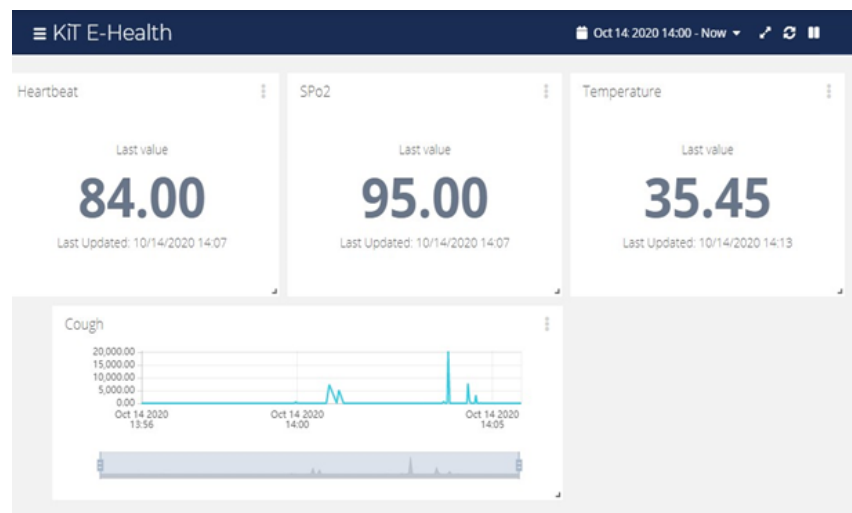 KiT E-Health
Oct 14 2020 14:00 - Now
Heartbeat
Last value
84.00
Last Updated: 10/14/2020 14:07
SPo2
Last value
95.00
Last Updated: 10/14/2020 14:07
Temperature
Last value
35.45
Last Updated: 10/14/2020 14:13
Cough
20,000.00
15,000.00
10,000.00
5,000.00
0.00
Oct 14 2020
13:56
Oct 14 2020
14:00
Oct 14 2020
14:05